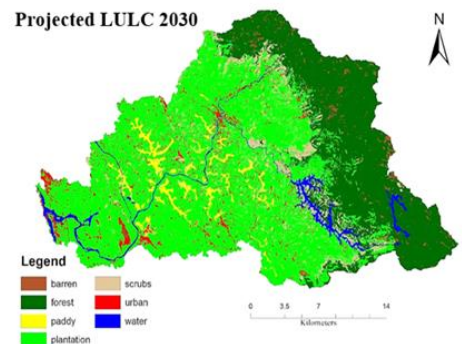 Projected LULC 2030
N
Legend
barren
scrubs
forest
urban
paddy
water
plantation
0 3.5 7 14
Kilometers